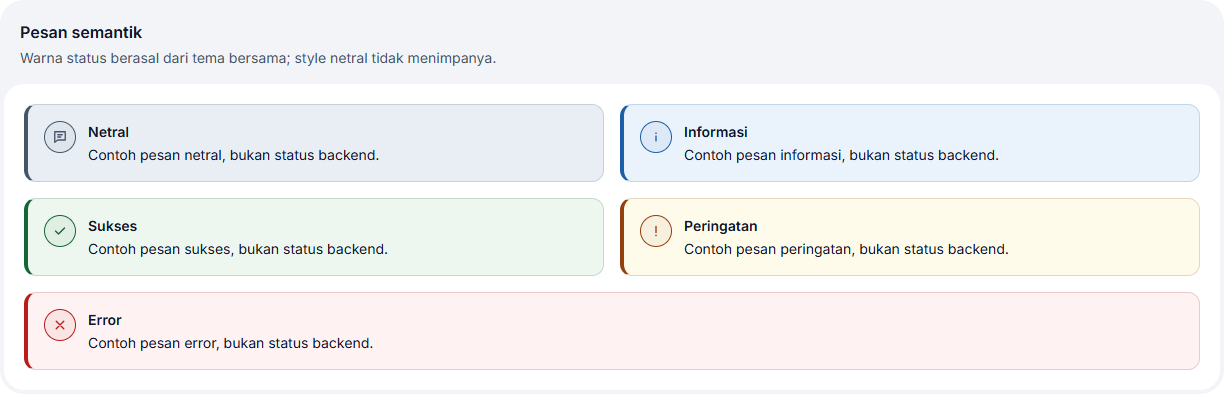 Pesan semantik
Warna status berasal dari tema bersama; style netral tidak menimpanya.
Netral
Contoh pesan netral, bukan status backend.
Informasi
Contoh pesan informasi, bukan status backend.
Sukses
Contoh pesan sukses, bukan status backend.
Peringatan
Contoh pesan peringatan, bukan status backend.
Error
Contoh pesan error, bukan status backend.